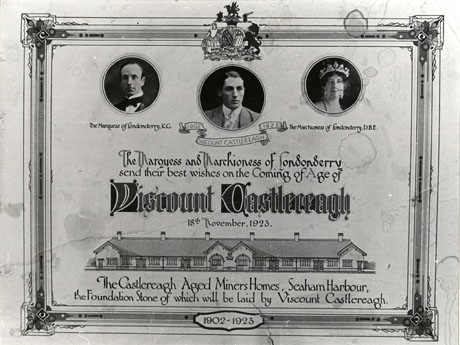 The Marquess of Londonderry, K.G.
1902
1923
VISCOUNT CASTLEREAGH
The Marchioness of Londonderry, D.B.E.
The Marquess and Marchioness of Londonderry
send their best wishes on the Coming of Age of
Viscount Castlereagh
18th November, 1923.
The Castlereagh Aged Miners Homes, Seaham Harbour,
the Foundation Stone of which will be laid by Viscount Castlereagh.
1902-1923